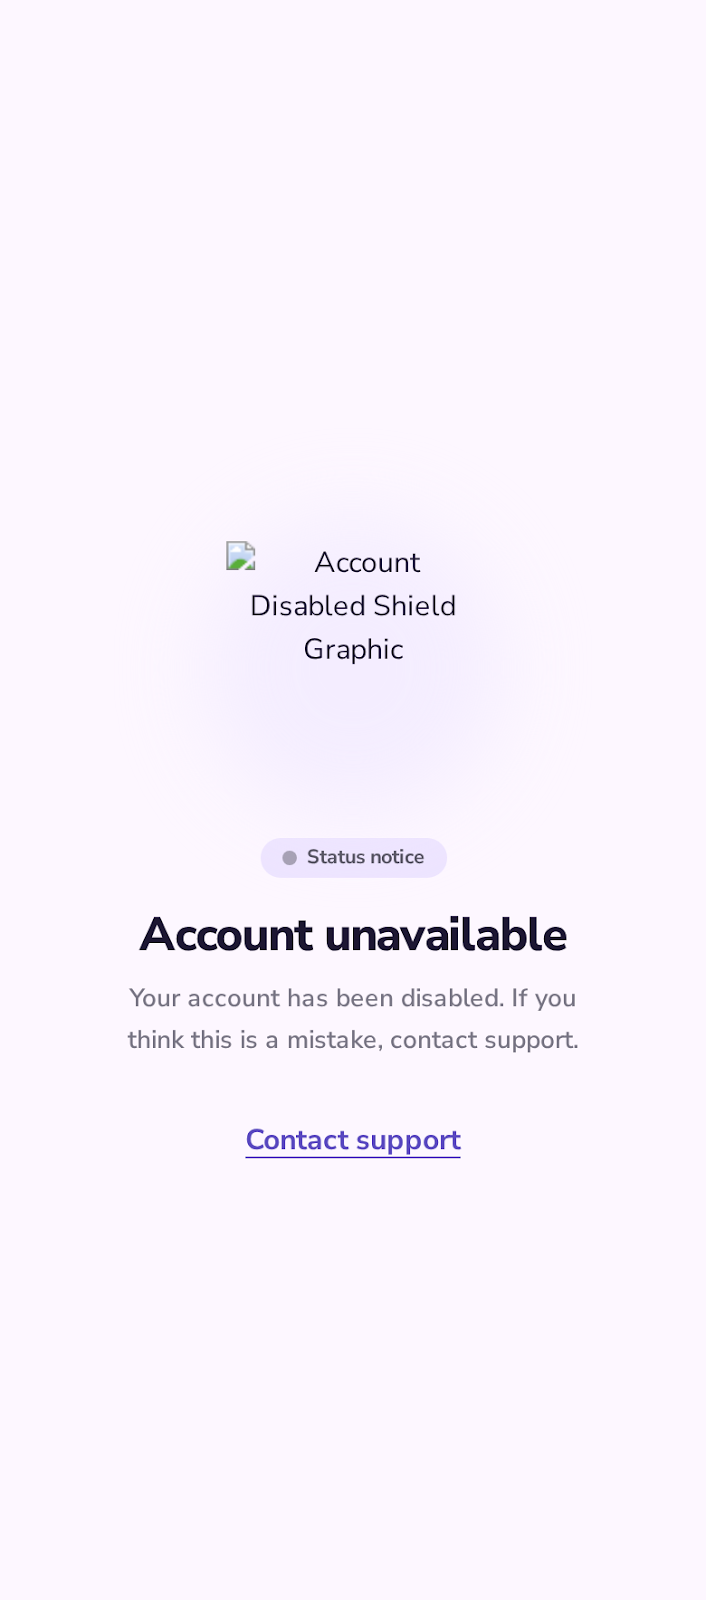 Account
Disabled Shield
Graphic
Status notice
Account unavailable
Your account has been disabled. If you
think this is a mistake, contact support.
Contact support